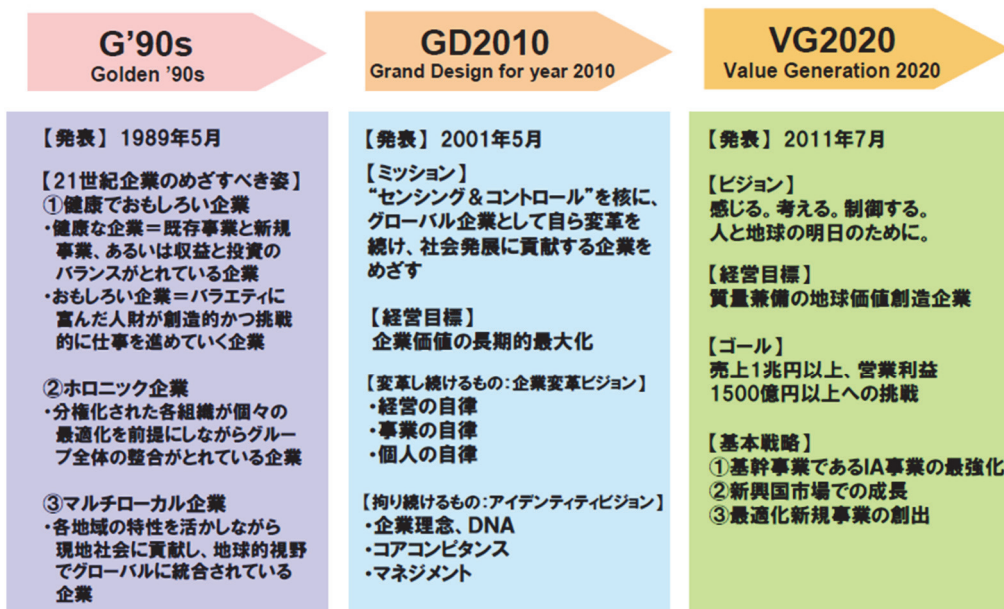 G’90s
Golden ’90s
【発表】 1989年5月
【21世紀企業のめざすべき姿】
①健康でおもしろい企業
・健康な企業＝既存事業と新規
事業、あるいは収益と投資の
バランスがとれている企業
・おもしろい企業＝バラエティに
富んだ人財が創造的かつ挑戦
的に仕事を進めていく企業
②ホロニック企業
・分権化された各組織が個々の
最適化を前提にしながらグルー
プ全体の整合がとれている企業
③マルチローカル企業
・各地域の特性を活かしながら
現地社会に貢献し、地球的視野
でグローバルに統合されている
企業
GD2010
Grand Design for year 2010
【発表】 2001年5月
【ミッション】
“センシング＆コントロール”を核に、
グローバル企業として自ら変革を
続け、社会発展に貢献する企業を
めざす
【経営目標】
企業価値の長期的最大化
【変革し続けるもの：企業変革ビジョン】
・経営の自律
・事業の自律
・個人の自律
【拘り続けるもの：アイデンティティビジョン】
・企業理念、DNA
・コアコンピタンス
・マネジメント
VG2020
Value Generation 2020
【発表】 2011年7月
【ビジョン】
感じる。考える。制御する。
人と地球の明日のために。
【経営目標】
質量兼備の地球価値創造企業
【ゴール】
売上1兆円以上、営業利益
1500億円以上への挑戦
【基本戦略】
①基幹事業であるIA事業の最強化
②新興国市場での成長
③最適化新規事業の創出